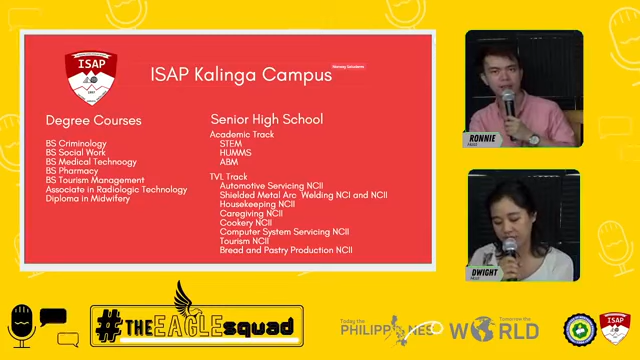 ISAP
1997
ISAP Kalinga Campus
Degree Courses
BS Criminology
BS Social Work
BS Medical Technoogy
BS Pharmacy
BS Tourism Management
Associate in Radiologic Technology
Diploma in Midwifery
Senior High School
Academic Track
STEM
HUMMS
ABM
TVL Track
Automotive Servicing NCII
Shielded Metal Arc Welding NCI and NCII
Housekeeping NCII
Caregiving NCII
Cookery NCII
Computer System Servicing NCII
Tourism NCII
Bread and Pastry Production NCII
RONNIE
DWIGHT
#THEEAGLEsquad
Today the
PHILIPPINES
Tomorrow the
WORLD
ISAP